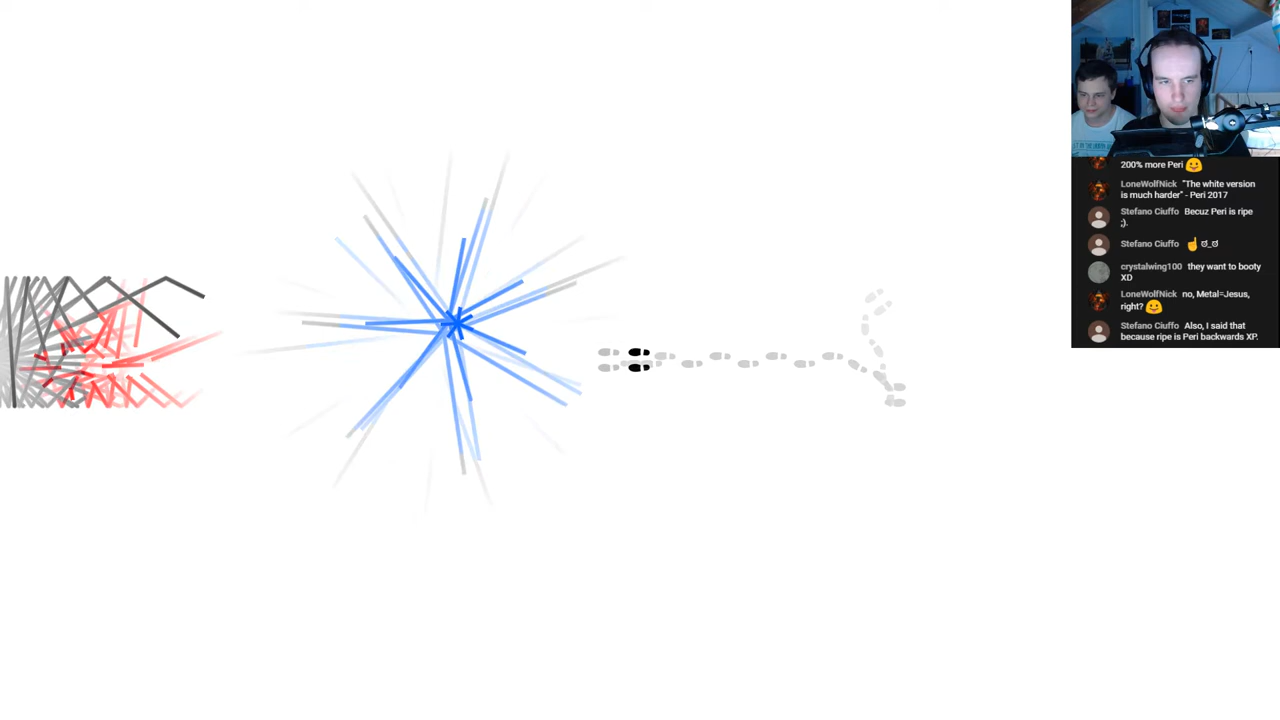 200% more Peri
LoneWolfNick "The white version
is much harder" - Peri 2017
Stefano Ciuffo Becuz Peri is ripe
;).
Stefano Ciuffo ☝ ಠ_ಠ
crystalwing100 they want to booty
XD
LoneWolfNick no, Metal=Jesus,
right?
Stefano Ciuffo Also, I said that
because ripe is Peri backwards XP.